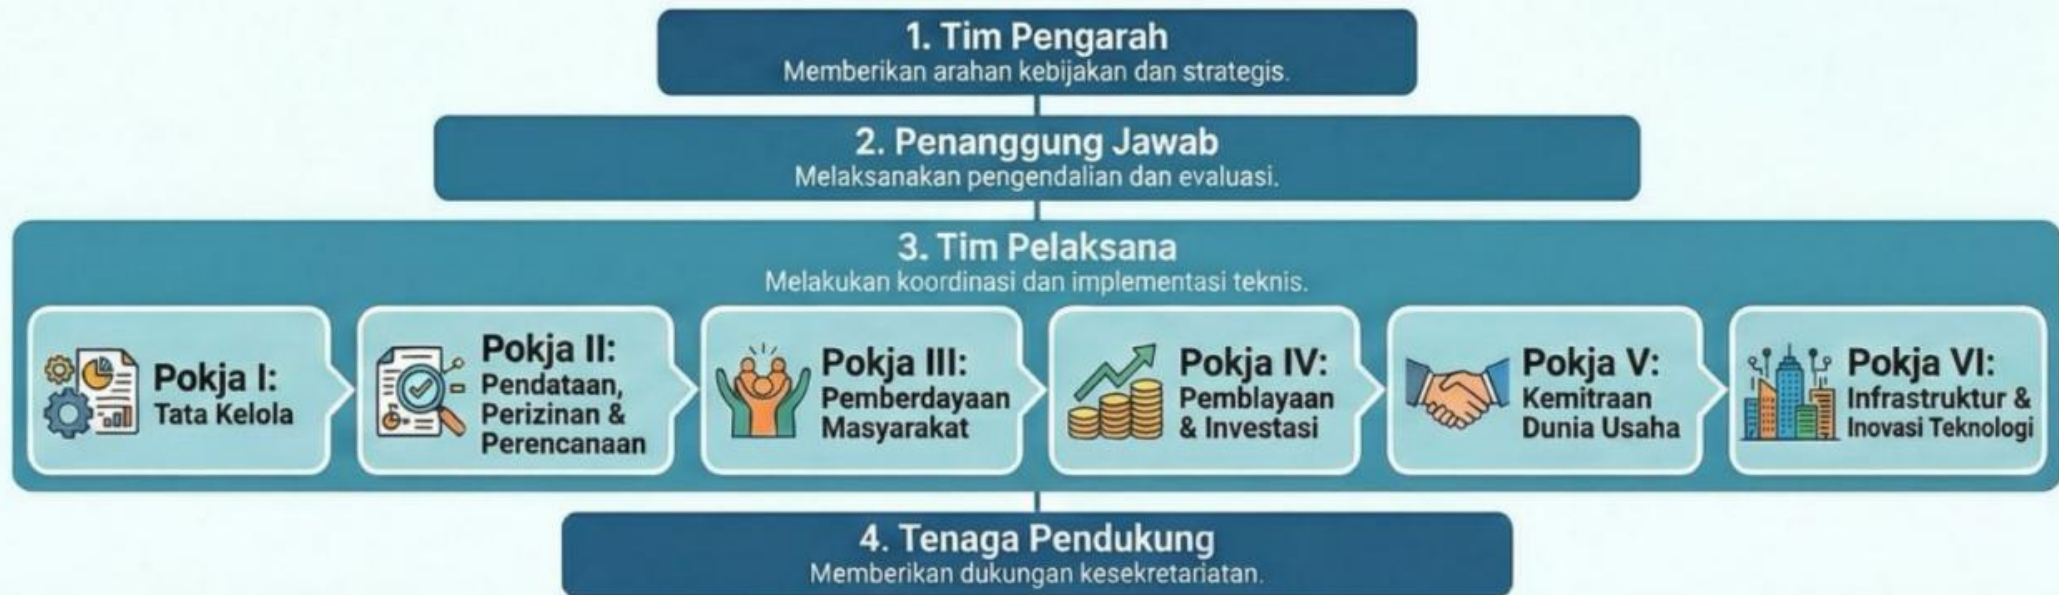 1. Tim Pengarah
Memberikan arahan kebijakan dan strategis.
2. Penanggung Jawab
Melaksanakan pengendalian dan evaluasi.
3. Tim Pelaksana
Melakukan koordinasi dan implementasi teknis.
Pokja I:
Tata Kelola
Pokja II:
Pendataan,
Perizinan &
Perencanaan
Pokja III:
Pemberdayaan
Masyarakat
Pokja IV:
Pemblayaan
& Investasi
Pokja V:
Kemitraan
Dunia Usaha
Pokja VI:
Infrastruktur &
Inovasi Teknologi
4. Tenaga Pendukung
Memberikan dukungan kesekretariatan.